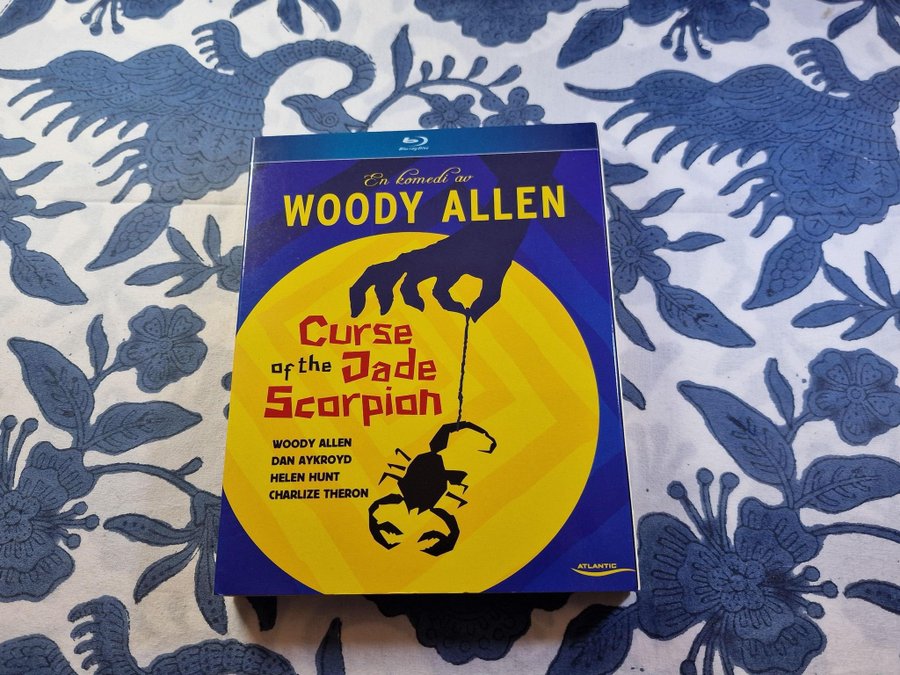 Blu-ray Disc
En komedi av
WOODY ALLEN
Curse
of the Jade
Scorpion
WOODY ALLEN
DAN AYKROYD
HELEN HUNT
CHARLIZE THERON
ATLANTIC